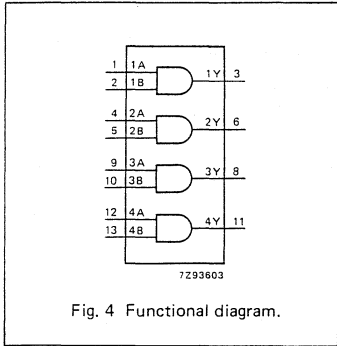 1 1A 1Y 3
2 1B
4 2A 2Y 6
5 2B
9 3A 3Y 8
10 3B
12 4A 4Y 11
13 4B
7Z93603
Fig. 4 Functional diagram.